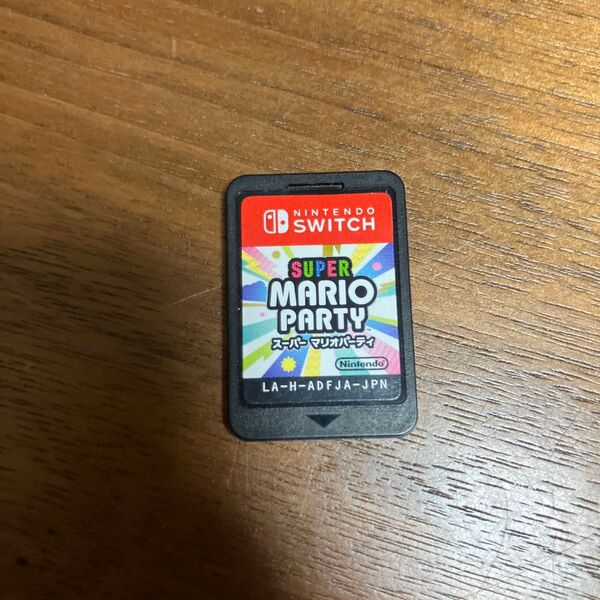 NINTENDO
SWITCH
SUPER
MARIO
PARTY
スーパー マリオパーティ
Nintendo
LA-H-ADFJA-JPN